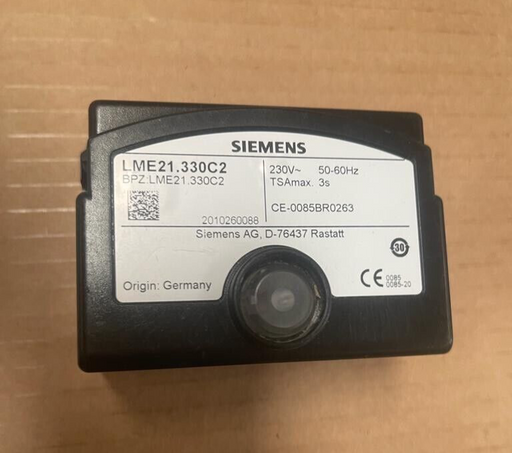 SIEMENS
LME21.330C2
BPZ:LME21.330C2
230V~ 50-60Hz
TSAmax. 3s
CE-0085BR0263
2010260088
Siemens AG, D-76437 Rastatt
30
Origin: Germany
CE 0085
0085-20